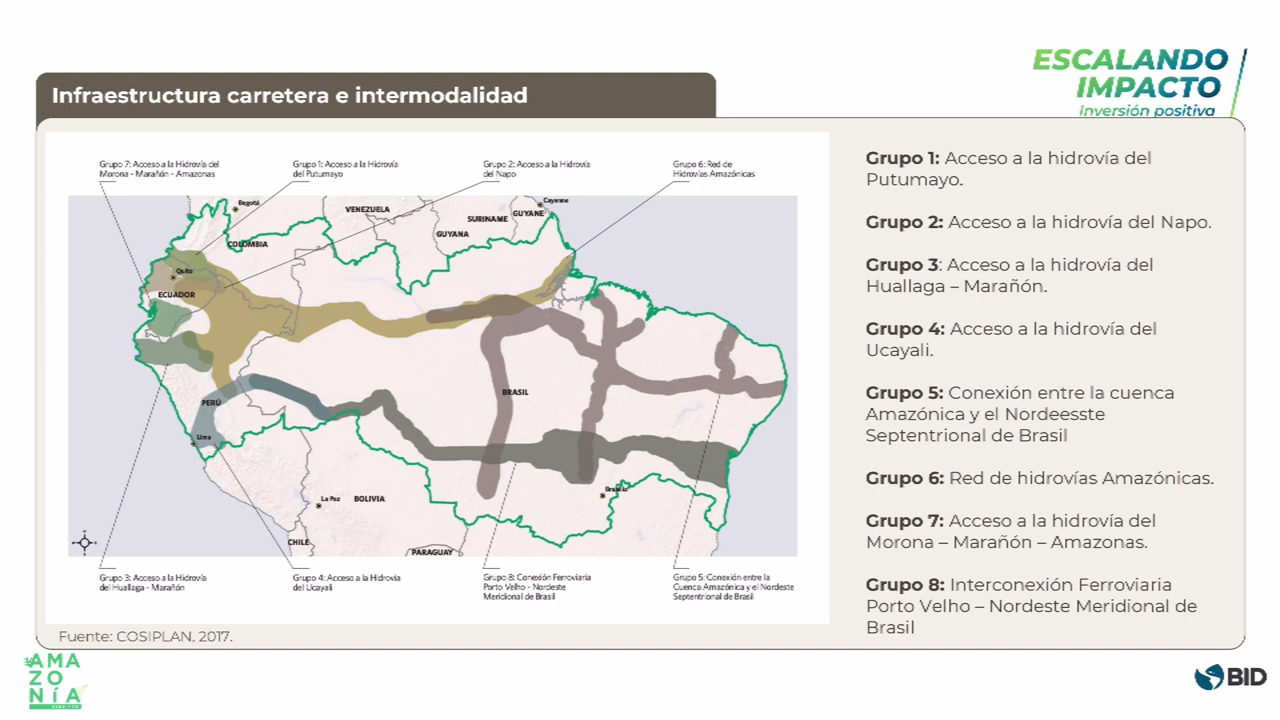 ESCALANDO
IMPACTO
Inversión positiva
Infraestructura carretera e intermodalidad
Grupo 7: Acceso a la Hidrovía del
Morona - Marañón - Amazonas
Grupo 1: Acceso a la Hidrovía
del Putumayo
Grupo 2: Acceso a la Hidrovía
del Napo
Grupo 6: Red de
Hidrovías Amazónicas
Bogotá
VENEZUELA
Cayenne
GUYANE
SURINAME
GUYANA
COLOMBIA
Quito
ECUADOR
BRASIL
PERÚ
Lima
La Paz
BOLIVIA
Brasilia
CHILE
PARAGUAY
Grupo 3: Acceso a la Hidrovía
del Huallaga - Marañón
Grupo 4: Acceso a la Hidrovía
del Ucayali
Grupo 8: Conexión Ferroviaria
Porto Velho - Nordeste
Meridional de Brasil
Grupo 5: Conexión entre la
Cuenca Amazónica y el Nordeste
Septentrional de Brasil
Fuente: COSIPLAN. 2017.
Grupo 1: Acceso a la hidrovía del
Putumayo.
Grupo 2: Acceso a la hidrovía del Napo.
Grupo 3: Acceso a la hidrovía del
Huallaga – Marañón.
Grupo 4: Acceso a la hidrovía del
Ucayali.
Grupo 5: Conexión entre la cuenca
Amazónica y el Nordeesste
Septentrional de Brasil
Grupo 6: Red de hidrovías Amazónicas.
Grupo 7: Acceso a la hidrovía del
Morona – Marañón – Amazonas.
Grupo 8: Interconexión Ferroviaria
Porto Velho – Nordeste Meridional de
Brasil
AMA
ZO
NÍA
BID